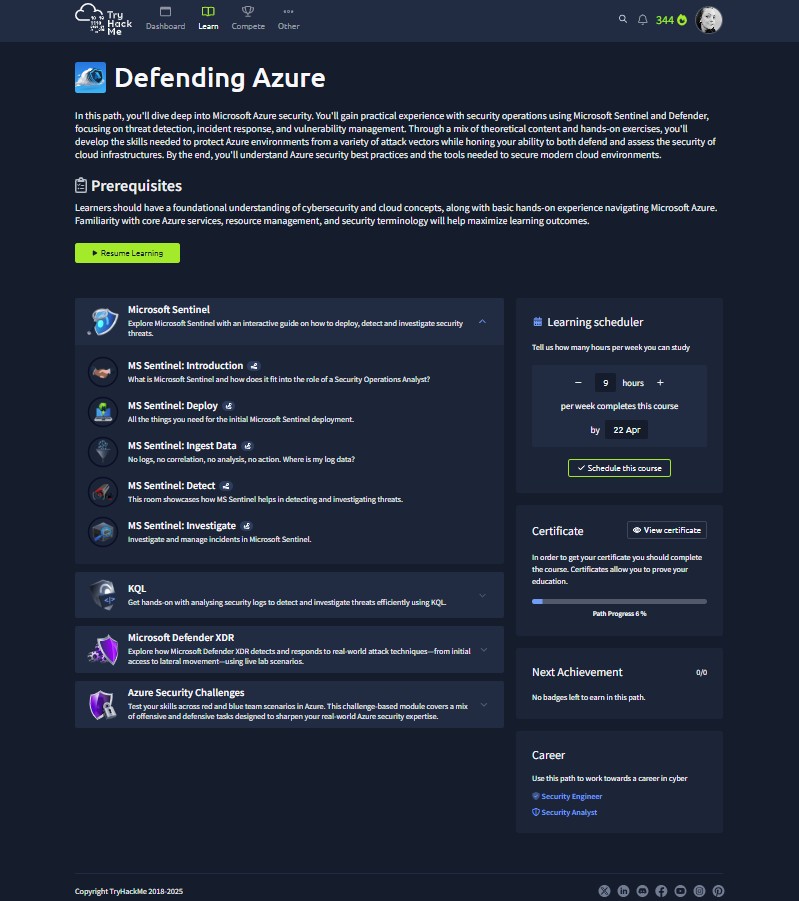 Try
Hack
Me
Dashboard
Learn
Compete
Other
344
Defending Azure
In this path, you'll dive deep into Microsoft Azure security. You'll gain practical experience with security operations using Microsoft Sentinel and Defender,
focusing on threat detection, incident response, and vulnerability management. Through a mix of theoretical content and hands-on exercises, you'll
develop the skills needed to protect Azure environments from a variety of attack vectors while honing your ability to both defend and assess the security of
cloud infrastructures. By the end, you'll understand Azure security best practices and the tools needed to secure modern cloud environments.
Prerequisites
Learners should have a foundational understanding of cybersecurity and cloud concepts, along with basic hands-on experience navigating Microsoft Azure.
Familiarity with core Azure services, resource management, and security terminology will help maximize learning outcomes.
Resume Learning
Microsoft Sentinel
Explore Microsoft Sentinel with an interactive guide on how to deploy, detect and investigate security
threats.
MS Sentinel: Introduction
What is Microsoft Sentinel and how does it fit into the role of a Security Operations Analyst?
MS Sentinel: Deploy
All the things you need for the initial Microsoft Sentinel deployment.
MS Sentinel: Ingest Data
No logs, no correlation, no analysis, no action. Where is my log data?
MS Sentinel: Detect
This room showcases how MS Sentinel helps in detecting and investigating threats.
MS Sentinel: Investigate
Investigate and manage incidents in Microsoft Sentinel.
KQL
Get hands-on with analysing security logs to detect and investigate threats efficiently using KQL.
Microsoft Defender XDR
Explore how Microsoft Defender XDR detects and responds to real-world attack techniques—from initial
access to lateral movement—using live lab scenarios.
Azure Security Challenges
Test your skills across red and blue team scenarios in Azure. This challenge-based module covers a mix
of offensive and defensive tasks designed to sharpen your real-world Azure security expertise.
Learning scheduler
Tell us how many hours per week you can study
− 9 hours +
per week completes this course
by 22 Apr
Schedule this course
Certificate
View certificate
In order to get your certificate you should complete
the course. Certificates allow you to prove your
education.
Path Progress 6 %
Next Achievement
0/0
No badges left to earn in this path.
Career
Use this path to work towards a career in cyber
Security Engineer
Security Analyst
Copyright TryHackMe 2018-2025